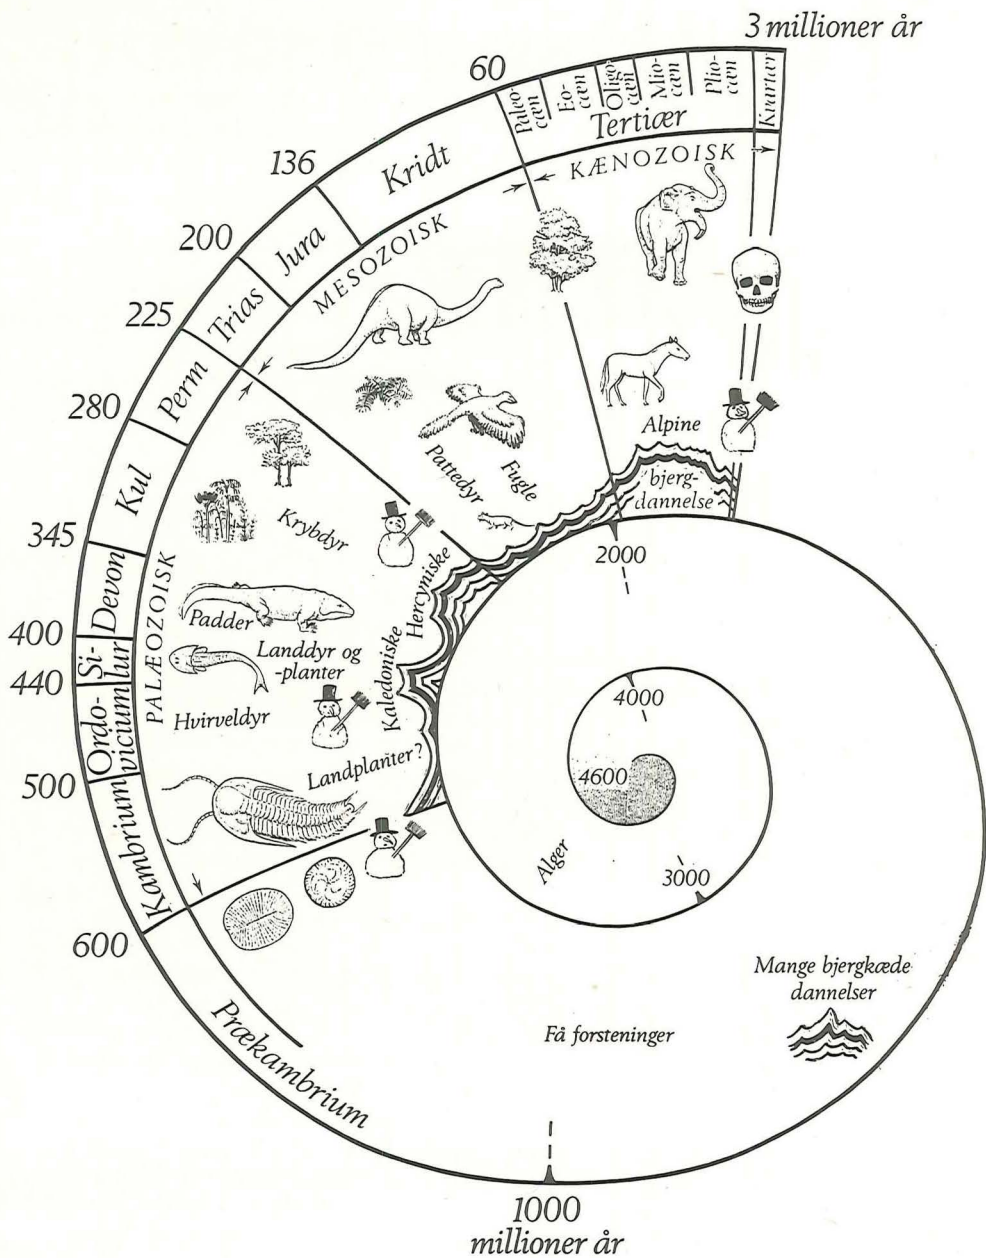 3 millioner år
60
Paleo-
cæn
Eo-
cæn
Oligo-
cæn
Mio-
cæn
Plio-
cæn
Kvartær
Tertiær
KÆNOZOISK
136
Kridt
200
Jura
MESOZOISK
225
Trias
280
Perm
345
Kul
400
Devon
440
Si-
lur
500
Ordo-
vicium
Kambrium
600
PALÆOZOISK
Prækambrium
Alpine
bjerg-
dannelse
Pattedyr
Fugle
Krybdyr
Hercyniske
Padder
Landdyr og
-planter
Kaledoniske
Hvirveldyr
Landplanter?
2000
4000
4600
Alger
3000
Mange bjergkæde
dannelser
Få forsteninger
1000
millioner år